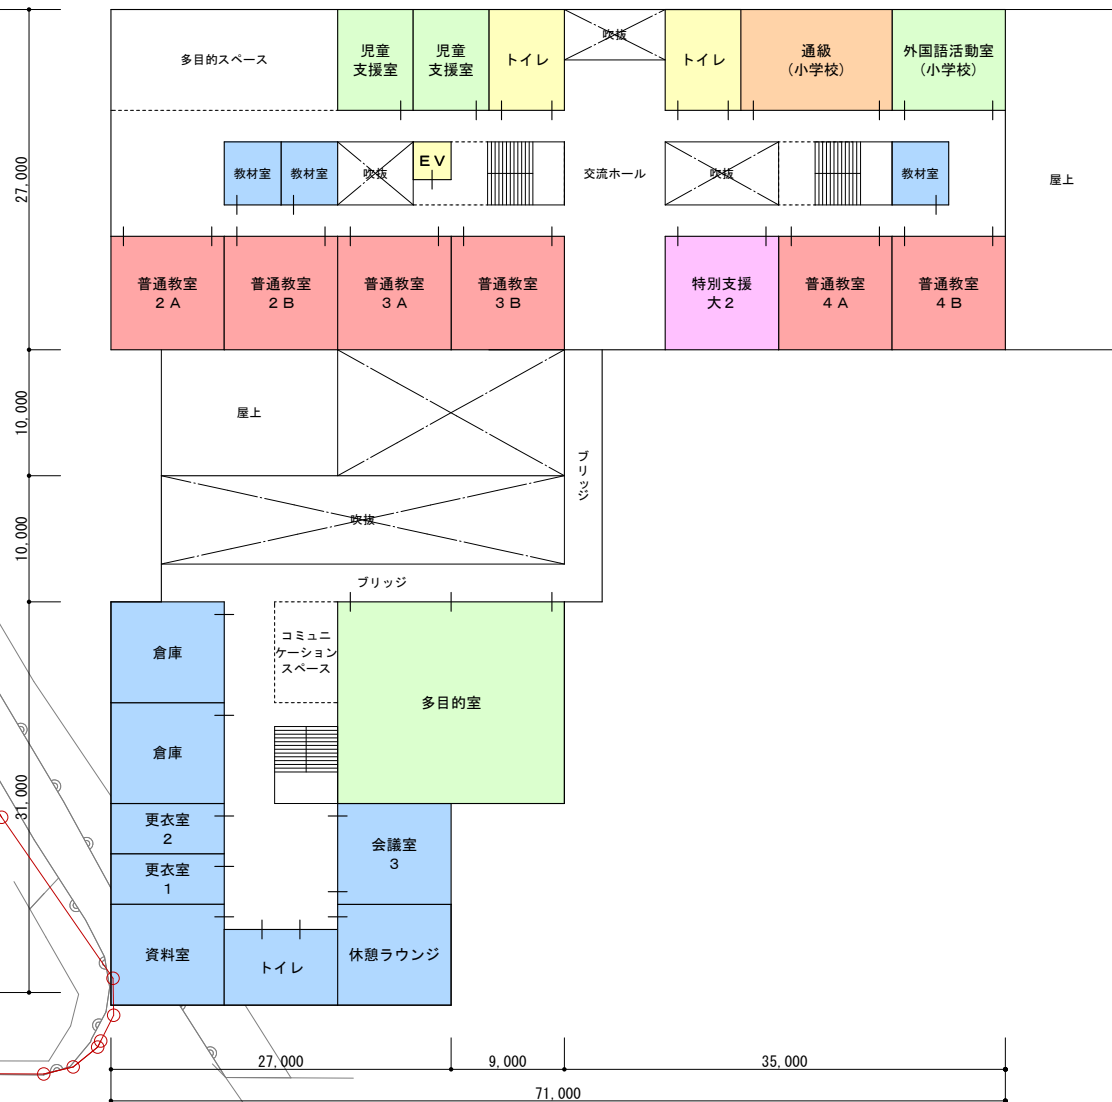 多目的スペース
児童
支援室
児童
支援室
トイレ
吹抜
トイレ
通級
（小学校）
外国語活動室
（小学校）
27,000
教材室
教材室
吹抜
ＥＶ
交流ホール
吹抜
教材室
屋上
普通教室
２Ａ
普通教室
２Ｂ
普通教室
３Ａ
普通教室
３Ｂ
特別支援
大２
普通教室
４Ａ
普通教室
４Ｂ
10,000
屋上
ブリッジ
10,000
吹抜
ブリッジ
倉庫
コミュニ
ケーション
スペース
多目的室
倉庫
31,000
更衣室
２
会議室
３
更衣室
１
資料室
トイレ
休憩ラウンジ
27,000
9,000
35,000
71,000